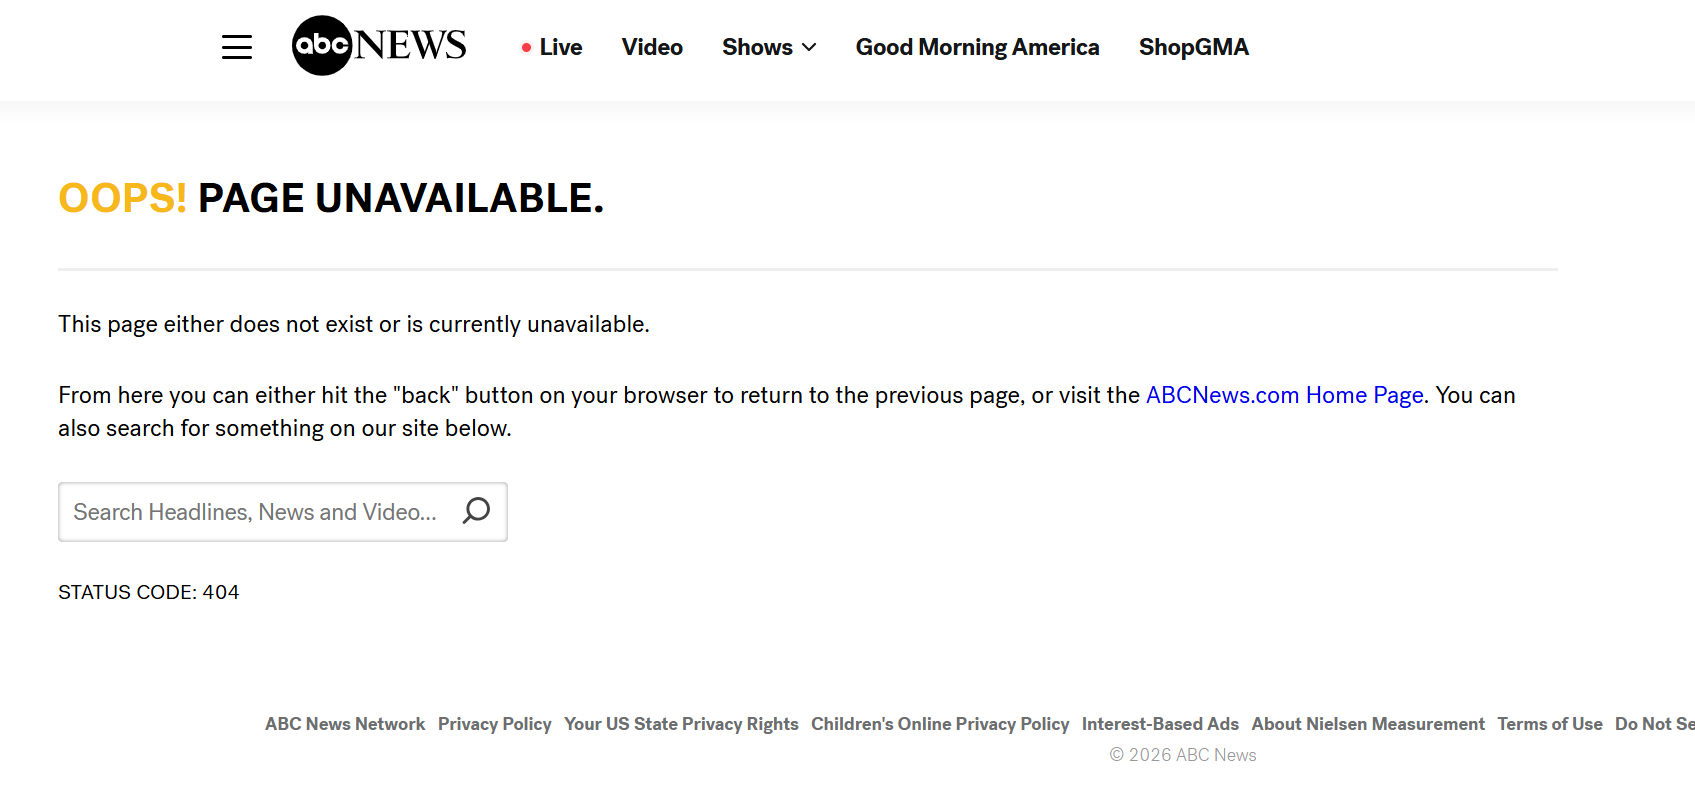 abc NEWS Live Video Shows Good Morning America ShopGMA
OOPS! PAGE UNAVAILABLE.
This page either does not exist or is currently unavailable.
From here you can either hit the "back" button on your browser to return to the previous page, or visit the ABCNews.com Home Page. You can
also search for something on our site below.
Search Headlines, News and Video...
STATUS CODE: 404
ABC News Network Privacy Policy Your US State Privacy Rights Children's Online Privacy Policy Interest-Based Ads About Nielsen Measurement Terms of Use Do Not Se
© 2026 ABC News